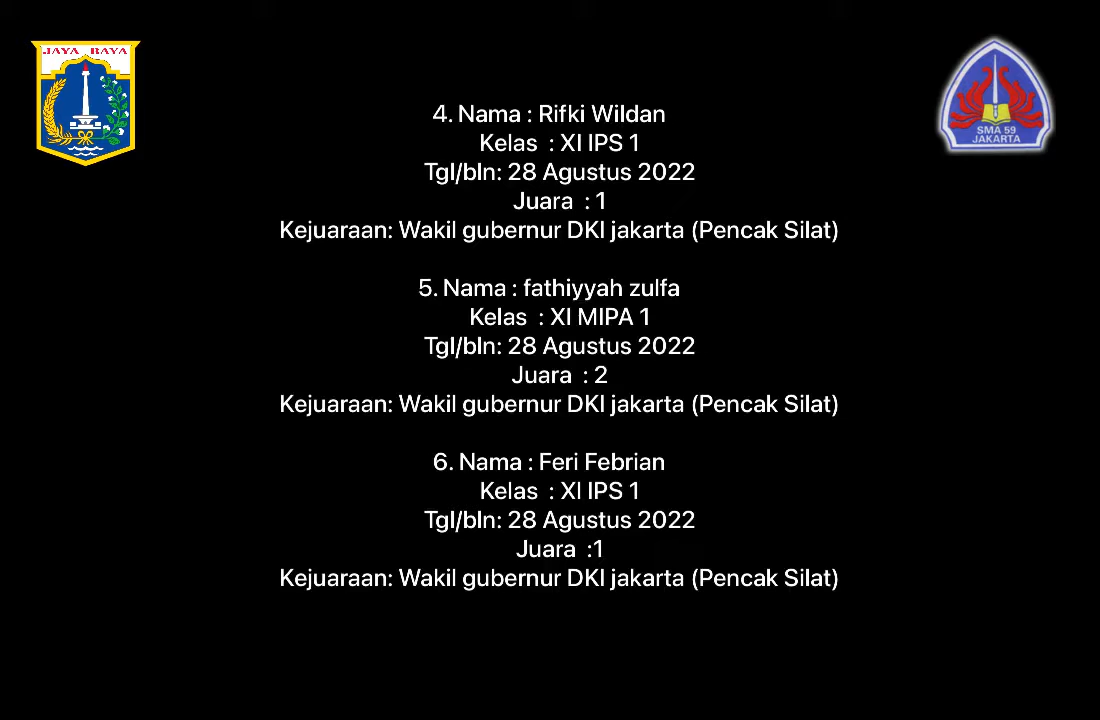 JAYA RAYA
SMA 59
JAKARTA
4. Nama : Rifki Wildan
Kelas : XI IPS 1
Tgl/bln: 28 Agustus 2022
Juara : 1
Kejuaraan: Wakil gubernur DKI jakarta (Pencak Silat)
5. Nama : fathiyyah zulfa
Kelas : XI MIPA 1
Tgl/bln: 28 Agustus 2022
Juara : 2
Kejuaraan: Wakil gubernur DKI jakarta (Pencak Silat)
6. Nama : Feri Febrian
Kelas : XI IPS 1
Tgl/bln: 28 Agustus 2022
Juara :1
Kejuaraan: Wakil gubernur DKI jakarta (Pencak Silat)